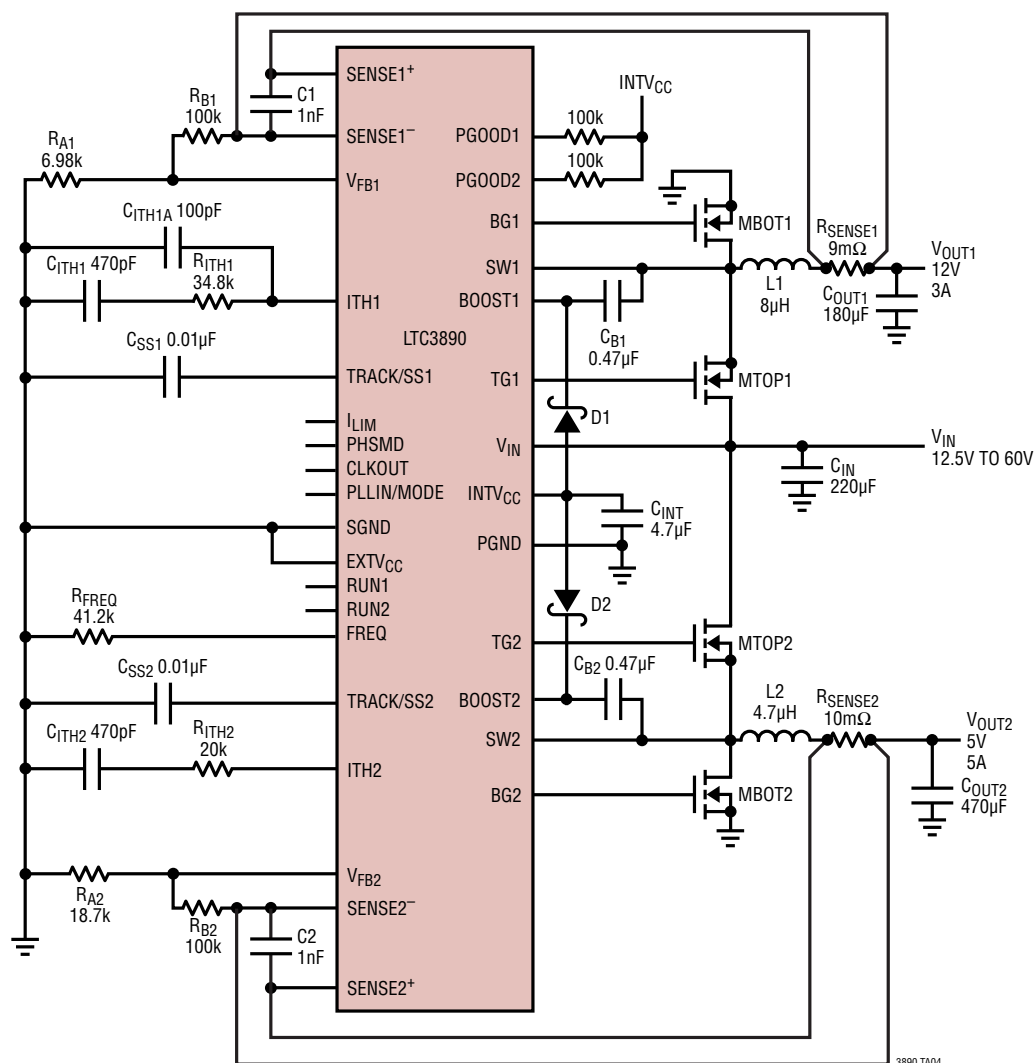 SENSE1+
SENSE1−
VFB1
ITH1
TRACK/SS1
ILIM
PHSMD
CLKOUT
PLLIN/MODE
SGND
EXTVCC
RUN1
RUN2
FREQ
TRACK/SS2
ITH2
VFB2
SENSE2−
SENSE2+
LTC3890
PGOOD1
PGOOD2
BG1
SW1
BOOST1
TG1
VIN
INTVCC
PGND
TG2
BOOST2
SW2
BG2
C1
1nF
RB1
100k
RA1
6.98k
CITH1A 100pF
CITH1 470pF
RITH1
34.8k
CSS1 0.01µF
RFREQ
41.2k
CSS2 0.01µF
CITH2 470pF
RITH2
20k
RA2
18.7k
RB2
100k
C2
1nF
INTVCC
100k
100k
MBOT1
RSENSE1
9mΩ
VOUT1
12V
3A
L1
8µH
COUT1
180µF
CB1
0.47µF
MTOP1
D1
VIN
12.5V TO 60V
CIN
220µF
CINT
4.7µF
D2
MTOP2
CB2 0.47µF
L2
4.7µH
RSENSE2
10mΩ
VOUT2
5V
5A
COUT2
470µF
MBOT2
3890 TA04